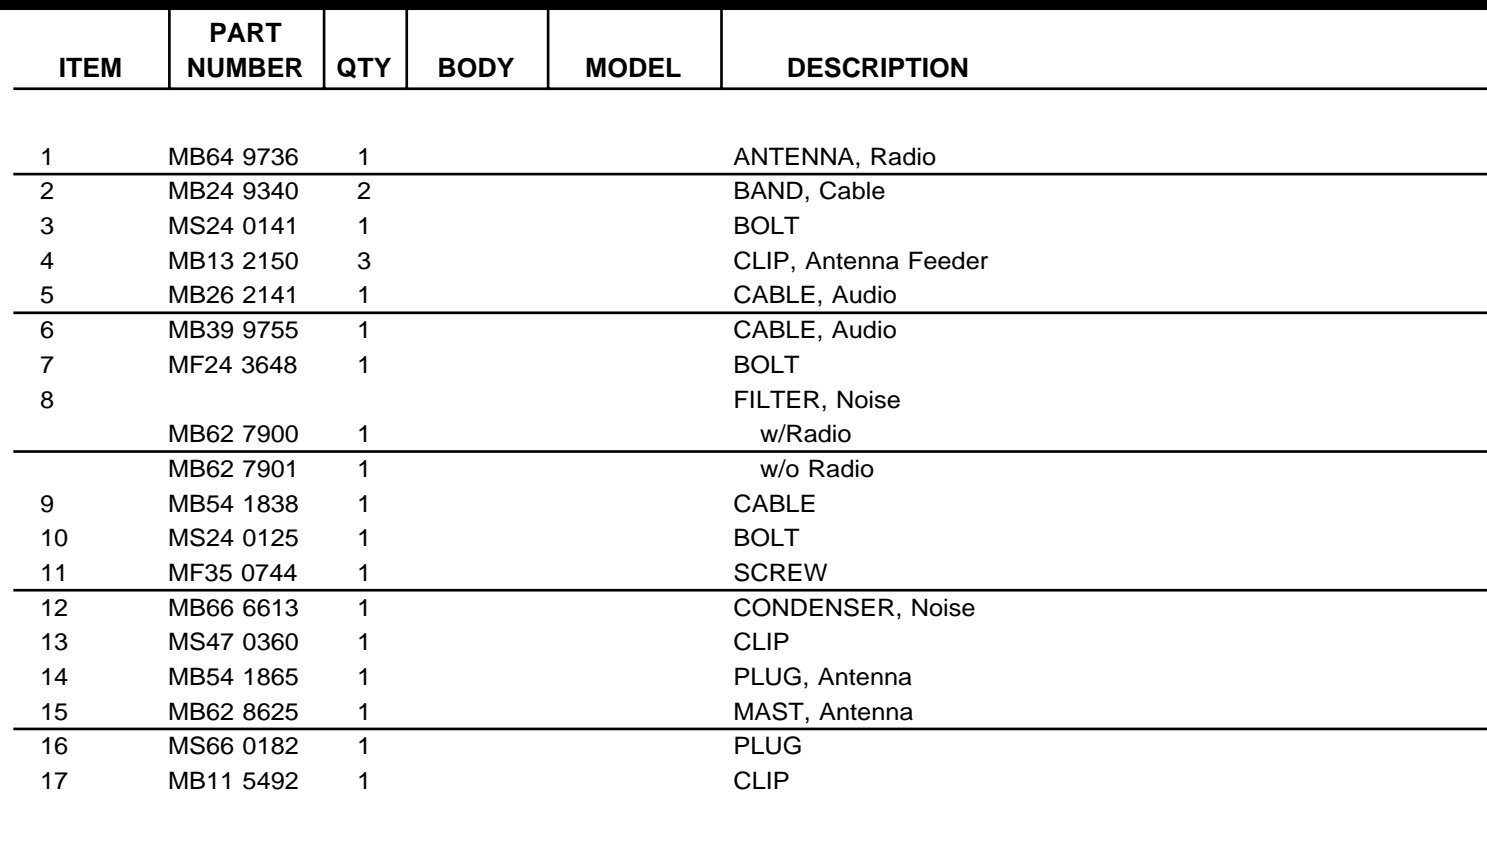 PART
ITEM NUMBER QTY BODY MODEL DESCRIPTION
1 MB64 9736 1 ANTENNA, Radio
2 MB24 9340 2 BAND, Cable
3 MS24 0141 1 BOLT
4 MB13 2150 3 CLIP, Antenna Feeder
5 MB26 2141 1 CABLE, Audio
6 MB39 9755 1 CABLE, Audio
7 MF24 3648 1 BOLT
8 FILTER, Noise
MB62 7900 1 w/Radio
MB62 7901 1 w/o Radio
9 MB54 1838 1 CABLE
10 MS24 0125 1 BOLT
11 MF35 0744 1 SCREW
12 MB66 6613 1 CONDENSER, Noise
13 MS47 0360 1 CLIP
14 MB54 1865 1 PLUG, Antenna
15 MB62 8625 1 MAST, Antenna
16 MS66 0182 1 PLUG
17 MB11 5492 1 CLIP